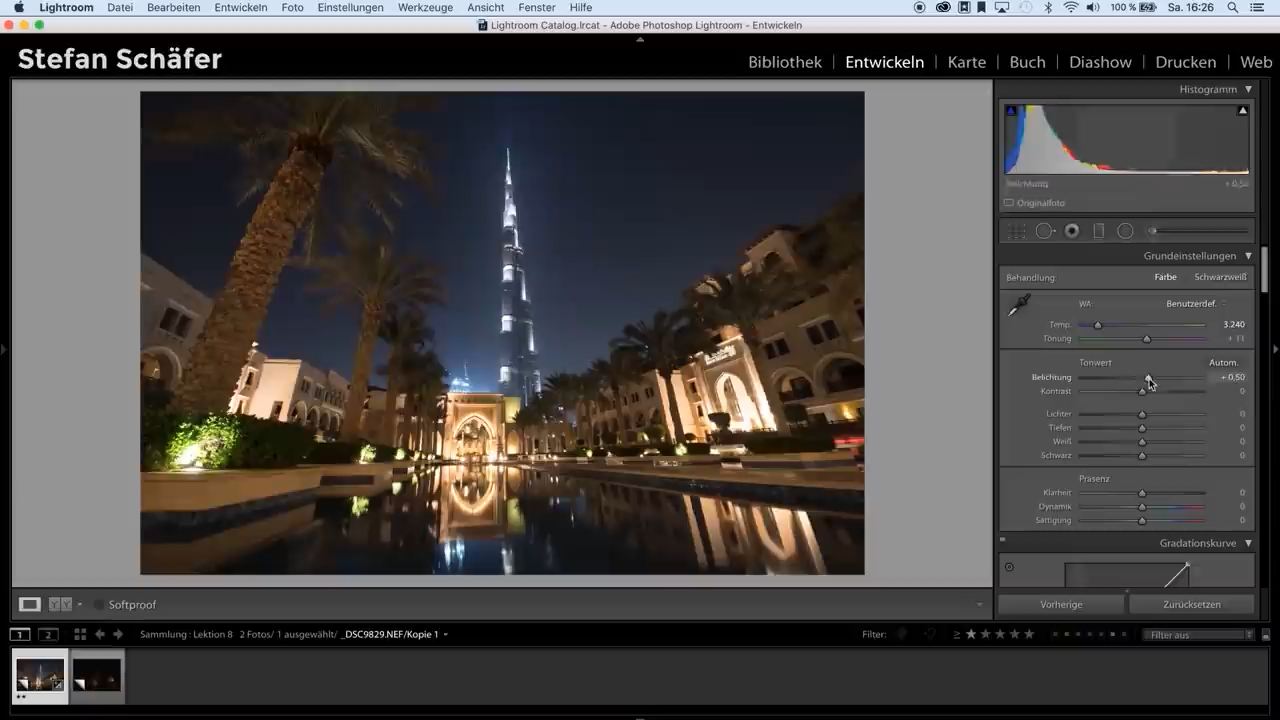 Lightroom Datei Bearbeiten Entwickeln Foto Einstellungen Werkzeuge Ansicht Fenster Hilfe 100 % Sa. 16:26
Lightroom Catalog.lrcat - Adobe Photoshop Lightroom - Entwickeln
Stefan Schäfer
Bibliothek | Entwickeln | Karte | Buch | Diashow | Drucken | Web
Histogramm
Belichtung + 0,50
Originalfoto
Grundeinstellungen
Behandlung: Farbe Schwarzweiß
WA: Benutzerdef.
Temp. 3.240
Tönung + 11
Tonwert Autom.
Belichtung + 0,50
Kontrast 0
Lichter 0
Tiefen 0
Weiß 0
Schwarz 0
Präsenz
Klarheit 0
Dynamik 0
Sättigung 0
Gradationskurve
Softproof
Vorherige Zurücksetzen
1 2 Sammlung : Lektion 8 2 Fotos/ 1 ausgewählt/ _DSC9829.NEF/Kopie 1 Filter: ≥ ★★★★★ Filter aus
★★